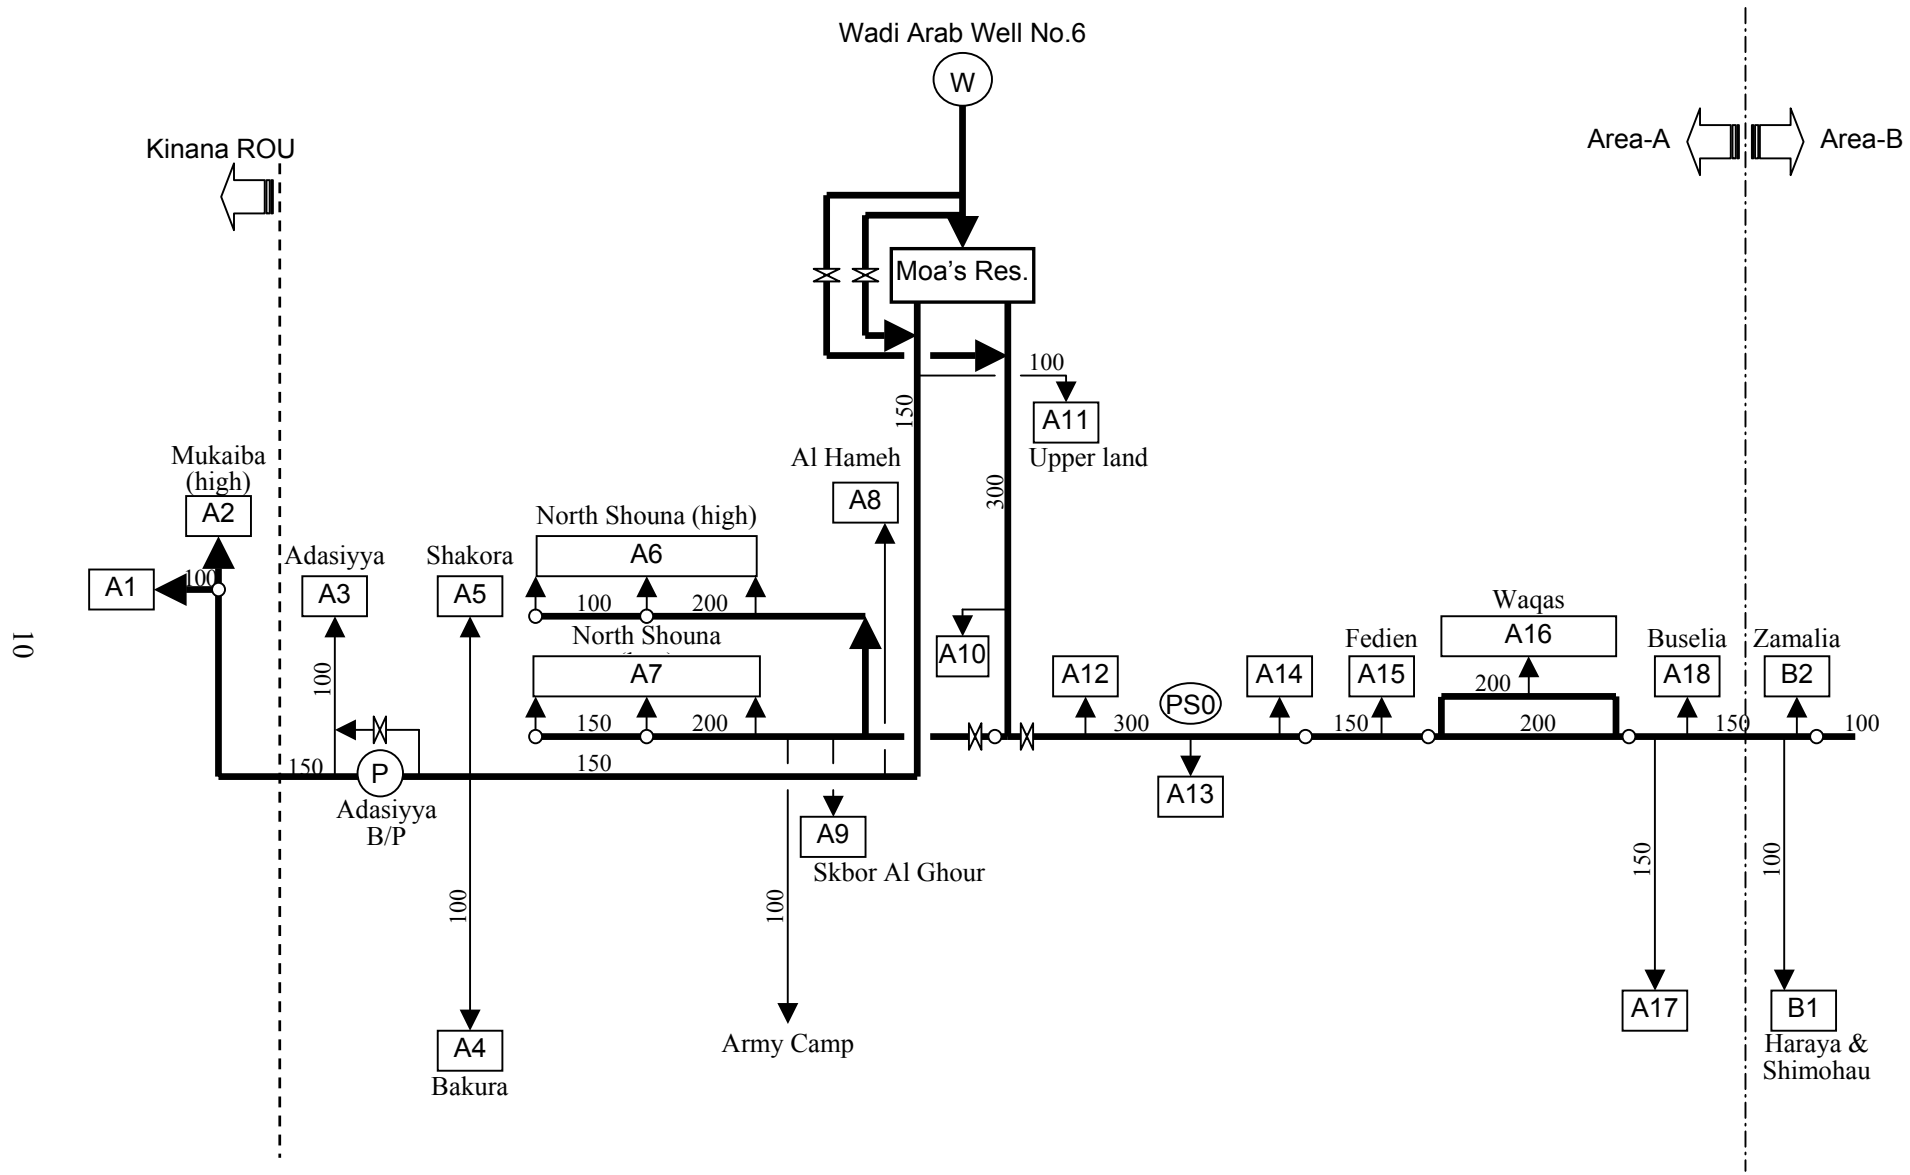 Wadi Arab Well No.6
W
Kinana ROU
Area-A
Area-B
Moa's Res.
100
150
A11
Upper land
Mukaiba
(high)
A2
Al Hameh
A8
300
North Shouna (high)
A6
Adasiyya
A3
Shakora
A5
A1
100
100
200
Waqas
A16
10
North Shouna
A7
A10
A12
A14
Fedien
A15
Buselia
A18
Zamalia
B2
100
PS0
200
150
200
300
150
200
150
100
150
P
150
A13
Adasiyya
B/P
A9
Skbor Al Ghour
150
100
100
100
A17
B1
A4
Bakura
Army Camp
Haraya &
Shimohau